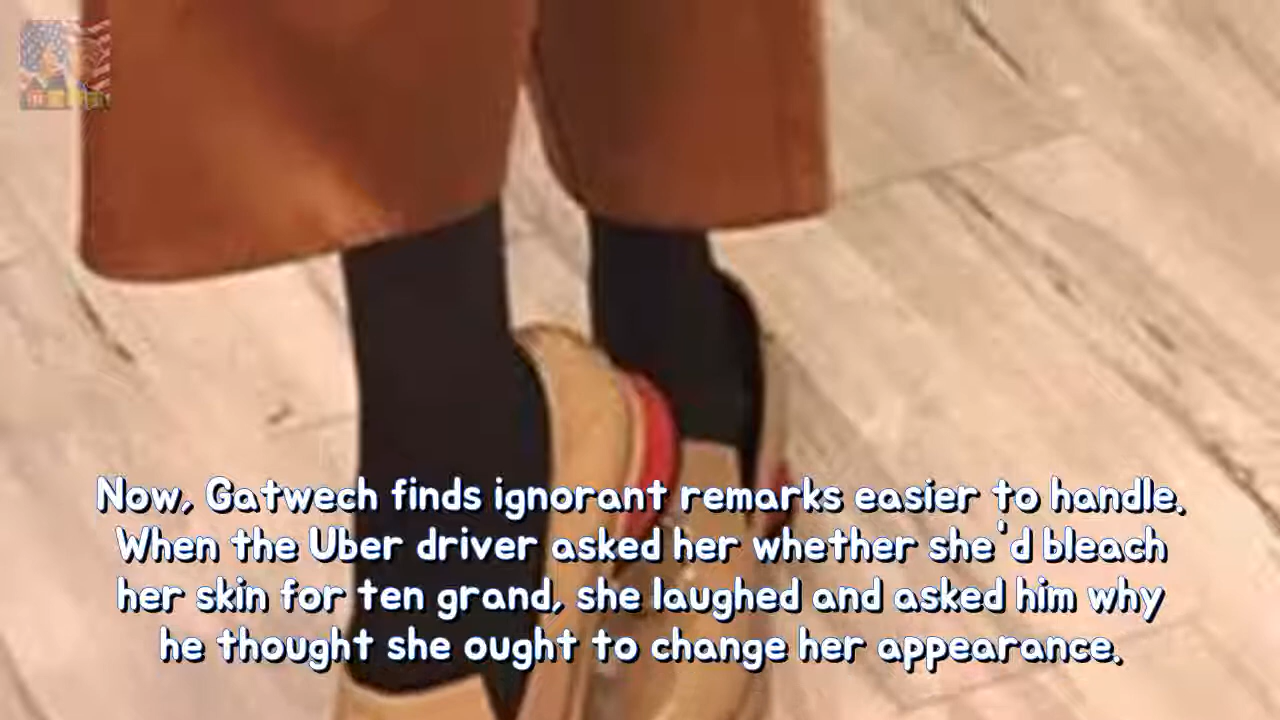 Now, Gatwech finds ignorant remarks easier to handle.
When the Uber driver asked her whether she'd bleach
her skin for ten grand, she laughed and asked him why
he thought she ought to change her appearance.